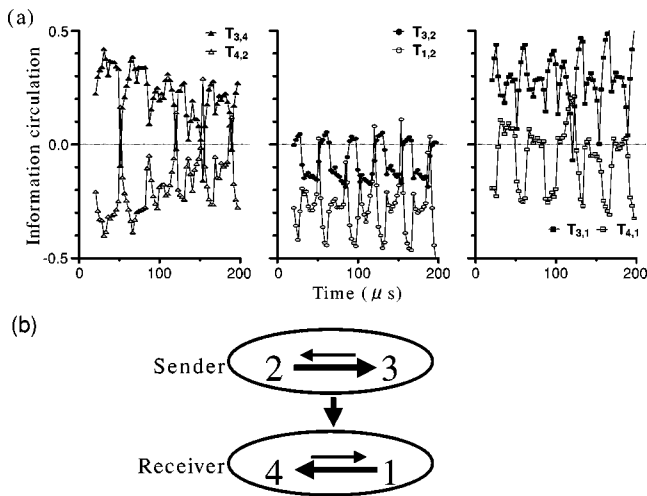 (a)
Information circulation
0.5
0.0
-0.5
T3,4
T4,2
T3,2
T1,2
T3,1
T4,1
0 100 200
0 100 200
0 100 200
Time (μs)
(b)
Sender 2 3
Receiver 4 1